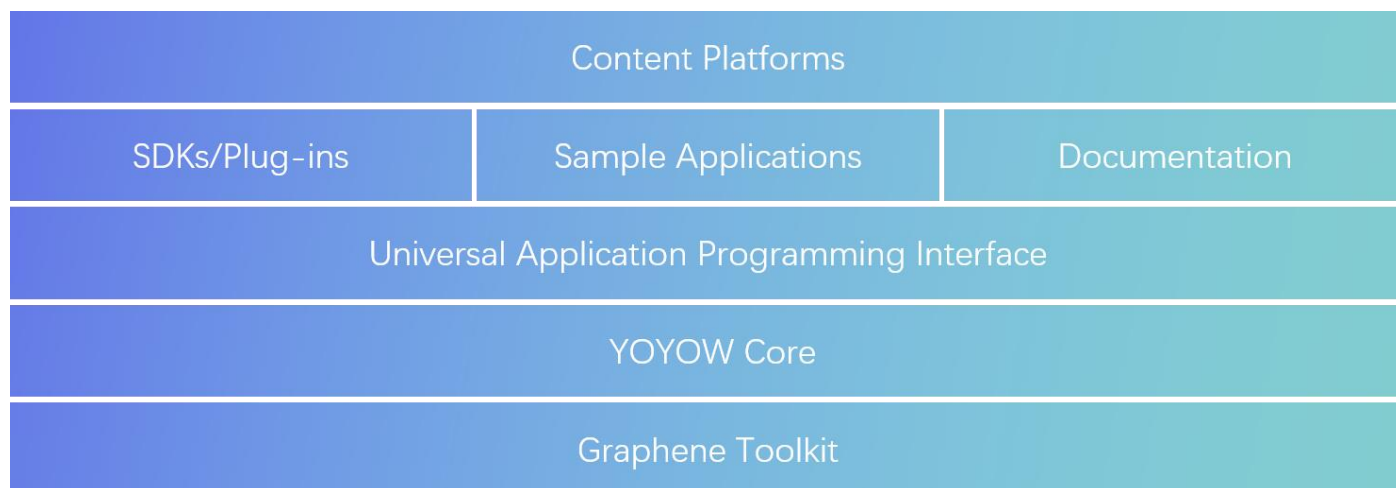 Content Platforms
SDKs/Plug-ins
Sample Applications
Documentation
Universal Application Programming Interface
YOYOW Core
Graphene Toolkit